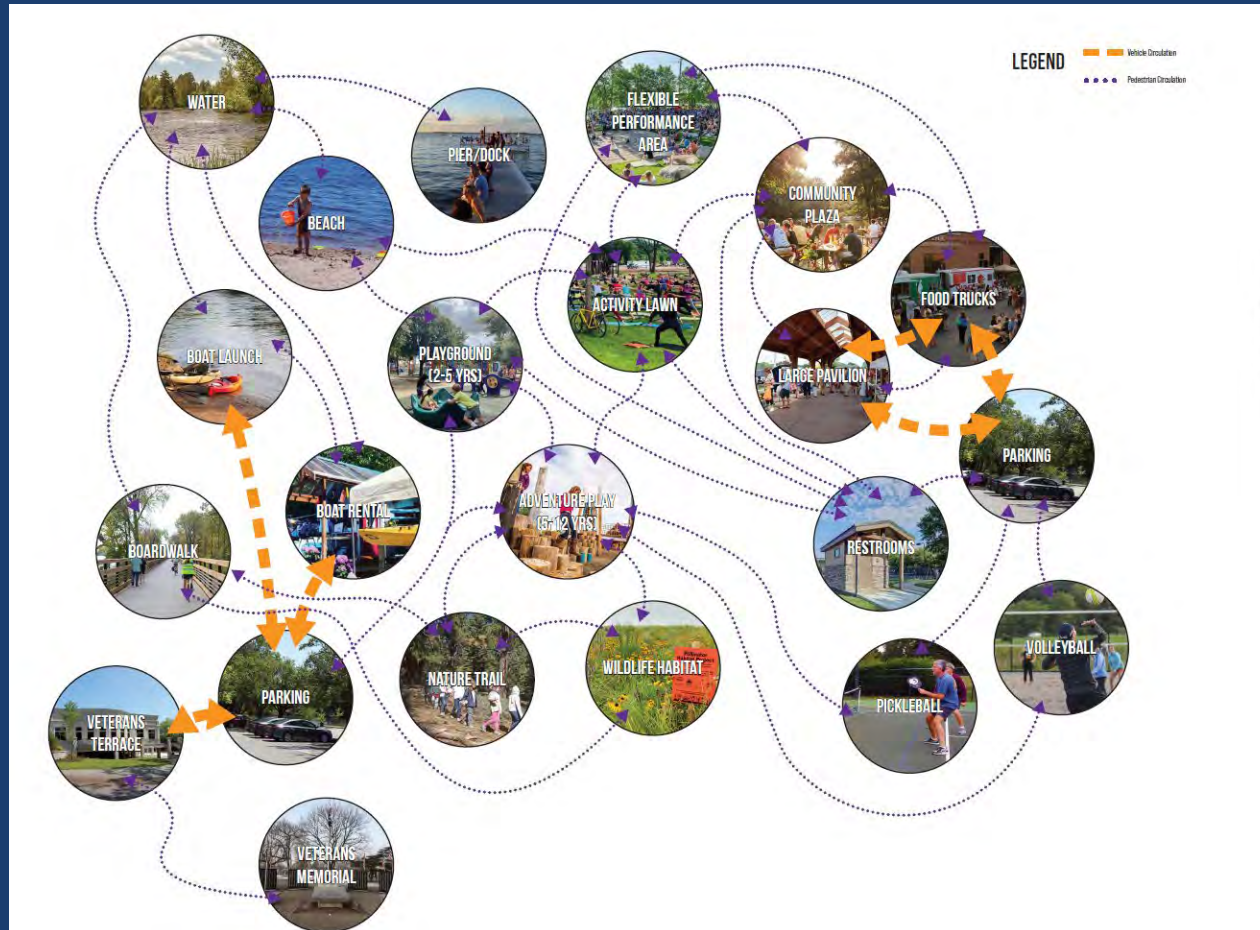 LEGEND
Vehicle Circulation
Pedestrian Circulation
WATER
FLEXIBLE
PERFORMANCE
AREA
PIER/DOCK
COMMUNITY
PLAZA
BEACH
ACTIVITY LAWN
FOOD TRUCKS
BOAT LAUNCH
PLAYGROUND
(2-5 YRS)
LARGE PAVILION
PARKING
BOAT RENTAL
ADVENTURE PLAY
(5-12 YRS)
BOARDWALK
RESTROOMS
NATURE TRAIL
WILDLIFE HABITAT
VOLLEYBALL
PARKING
PICKLEBALL
VETERANS
TERRACE
VETERANS
MEMORIAL